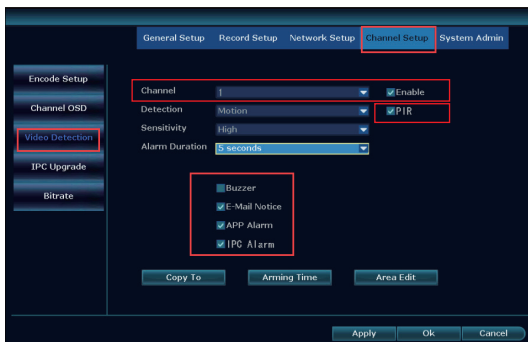 General Setup Record Setup Network Setup Channel Setup System Admin
Encode Setup
Channel OSD
Video Detection
IPC Upgrade
Bitrate
Channel 1 Enable
Detection Motion PIR
Sensitivity High
Alarm Duration 5 seconds
Buzzer
E-Mail Notice
APP Alarm
IPC Alarm
Copy To Arming Time Area Edit
Apply Ok Cancel